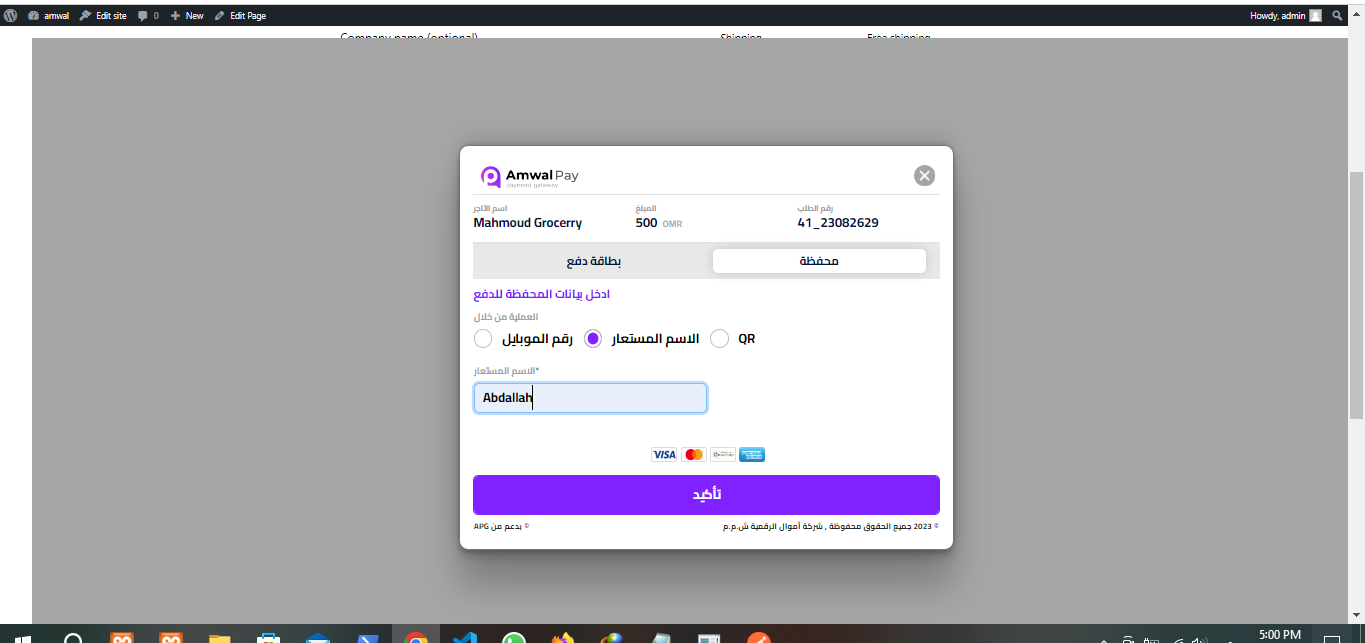 amwal Edit site 0 New Edit Page Howdy, admin
Company name (optional) Shipping Free shipping
Amwal Pay
payment gateway
اسم التاجر المبلغ رقم الطلب
Mahmoud Grocerry 500 OMR 41_23082629
بطاقة دفع محفظة
ادخل بيانات المحفظة للدفع
العملية من خلال
رقم الموبايل الاسم المستعار QR
الاسم المستعار*
Abdallah
VISA
تأكيد
© بدعم من APG © 2023 جميع الحقوق محفوظة , شركة أموال الرقمية ش.م.م
5:00 PM